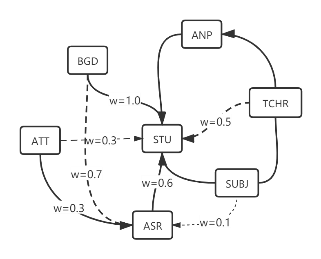 ANP
BGD
w=1.0
TCHR
w=0.5
ATT
w=0.3
STU
w=0.7
w=0.6
SUBJ
w=0.3
ASR
w=0.1